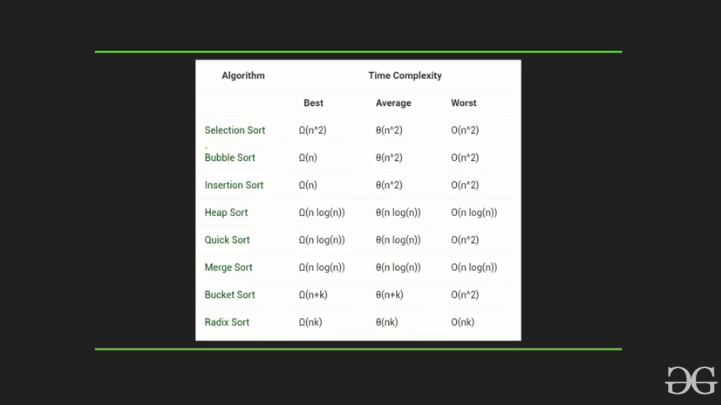 Algorithm Time Complexity
Best Average Worst
Selection Sort Ω(n^2) θ(n^2) O(n^2)
Bubble Sort Ω(n) θ(n^2) O(n^2)
Insertion Sort Ω(n) θ(n^2) O(n^2)
Heap Sort Ω(n log(n)) θ(n log(n)) O(n log(n))
Quick Sort Ω(n log(n)) θ(n log(n)) O(n^2)
Merge Sort Ω(n log(n)) θ(n log(n)) O(n log(n))
Bucket Sort Ω(n+k) θ(n+k) O(n^2)
Radix Sort Ω(nk) θ(nk) O(nk)